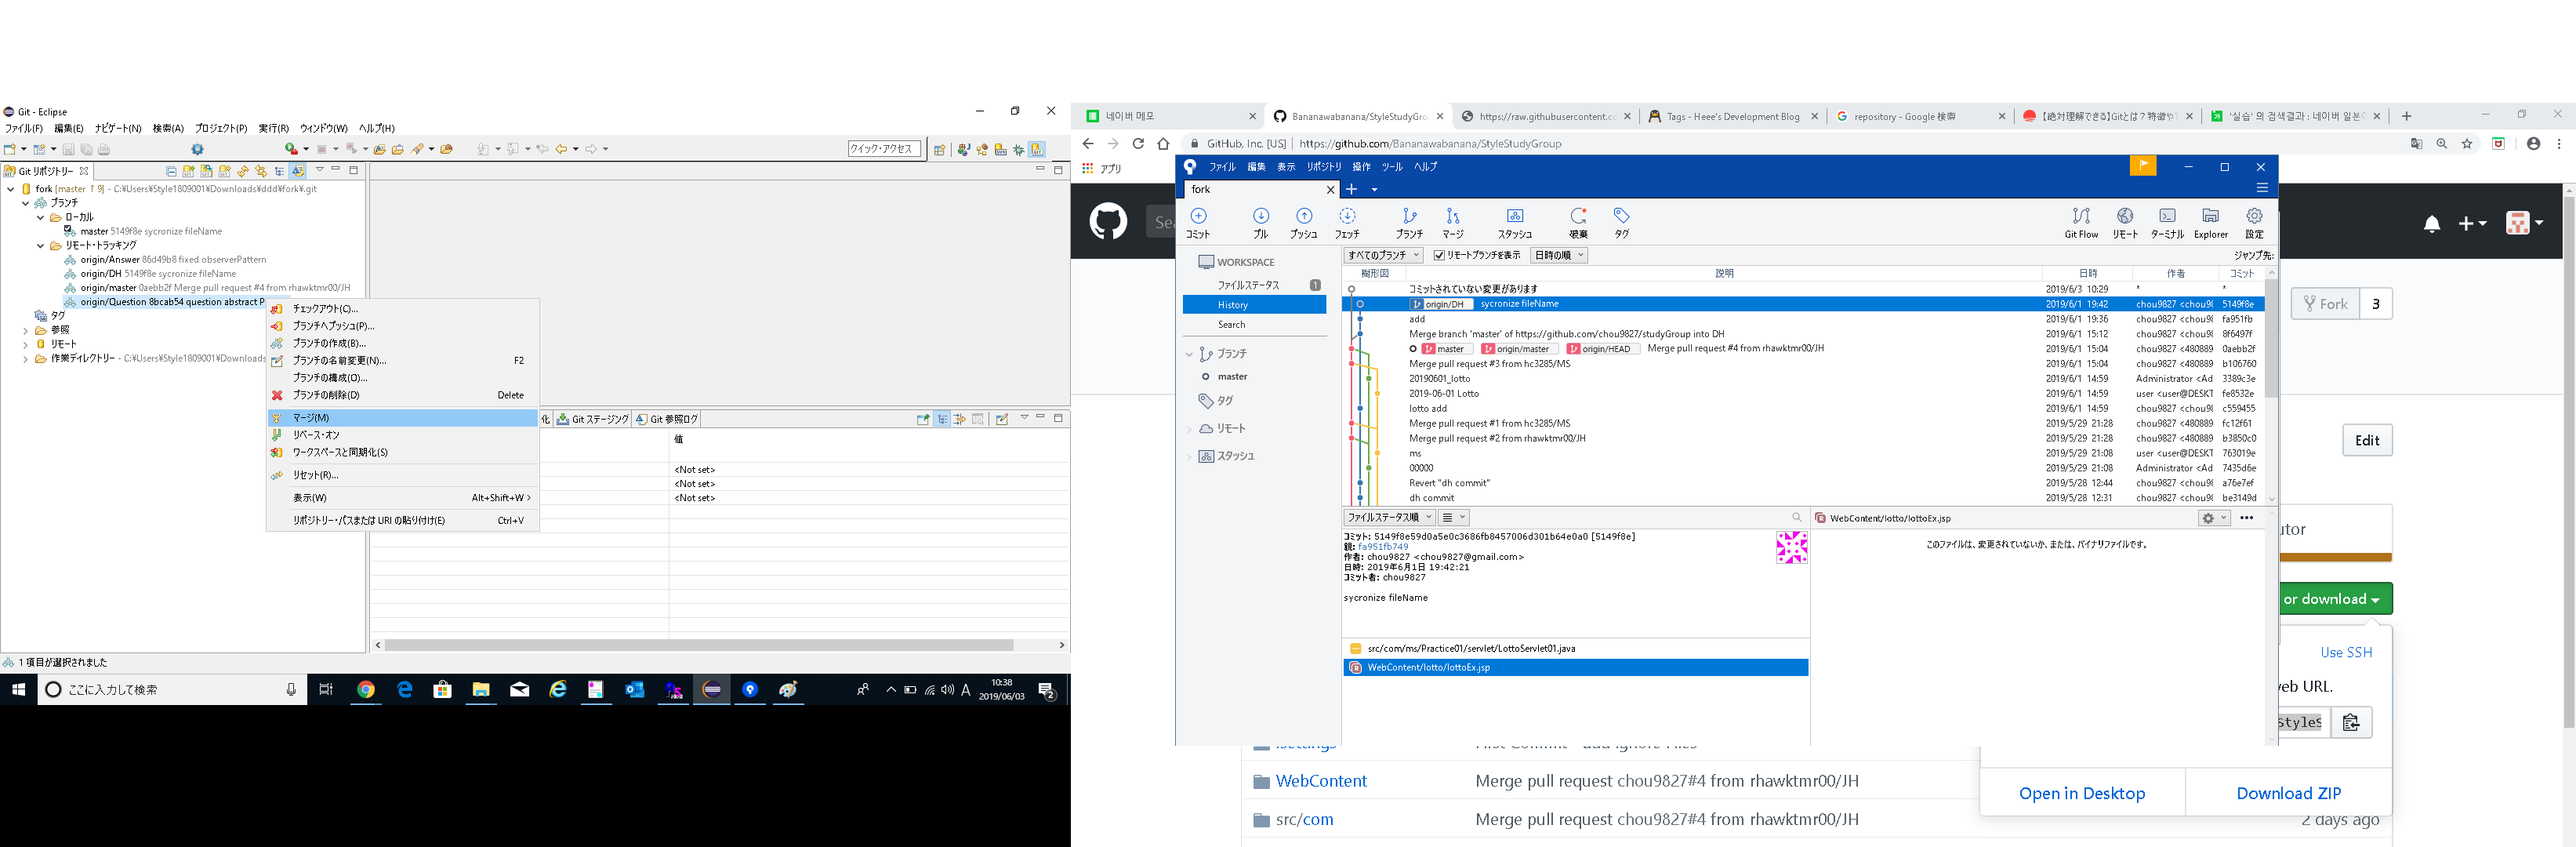 Git - Eclipse
ファイル(F) 編集(E) ナビゲート(N) 検索(A) プロジェクト(P) 実行(R) ウィンドウ(W) ヘルプ(H)
クイック・アクセス
Git リポジトリー
fork [master ↑ 9] - C:¥Users¥Style1809001¥Downloads¥ddd¥fork¥.git
ブランチ
ローカル
master 5149f8e sycronize fileName
リモート・トラッキング
origin/Answer 86d49b8 fixed observerPattern
origin/DH 5149f8e sycronize fileName
origin/master 0aebb2f Merge pull request #4 from rhawktmr00/JH
origin/Question 8bcab54 question abstract P
タグ
参照
リモート
作業ディレクトリー - C:¥Users¥Style1809001¥Downloads
チェックアウト(C)...
ブランチへプッシュ(P)...
ブランチの作成(B)...
ブランチの名前変更(N)... F2
ブランチの構成(O)...
ブランチの削除(D) Delete
マージ(M)
リベース・オン
ワークスペースと同期化(S)
リセット(R)...
表示(W) Alt+Shift+W >
リポジトリー・パスまたは URI の貼り付け(E) Ctrl+V
化 Git ステージング Git 参照ログ
値
<Not set>
<Not set>
<Not set>
1 項目が選択されました
ここに入力して検索
A
10:38
2019/06/03
2
네이버 메모
Bananawabanana/StyleStudyGro
https://raw.githubusercontent.co
Tags - Heee's Development Blog
repository - Google 検索
【絶対理解できる】Gitとは？特徴や
'실습' 의 검색결과 : 네이버 일본어
GitHub, Inc. [US] https://github.com/Bananawabanana/StyleStudyGroup
アプリ
ファイル 編集 表示 リポジトリ 操作 ツール ヘルプ
fork
コミット プル プッシュ フェッチ ブランチ マージ スタッシュ 破棄 タグ
Git Flow リモート ターミナル Explorer 設定
WORKSPACE
ファイルステータス 1
History
Search
ブランチ
master
タグ
リモート
スタッシュ
すべてのブランチ リモートブランチを表示 日時の順 ジャンプ先:
樹形図 説明 日時 作者 コミット
コミットされていない変更があります 2019/6/3 10:29 * *
origin/DH sycronize fileName 2019/6/1 19:42 chou9827 <chou98 5149f8e
add 2019/6/1 19:36 chou9827 <chou98 fa951fb
Merge branch 'master' of https://github.com/chou9827/studyGroup into DH 2019/6/1 15:12 chou9827 <chou98 8f6497f
master origin/master origin/HEAD Merge pull request #4 from rhawktmr00/JH 2019/6/1 15:04 chou9827 <480889 0aebb2f
Merge pull request #3 from hc3285/MS 2019/6/1 15:04 chou9827 <480889 b106760
20190601_lotto 2019/6/1 14:59 Administrator <Ad 3389c3e
2019-06-01 Lotto 2019/6/1 14:59 user <user@DESKT fe8532e
lotto add 2019/6/1 14:59 chou9827 <chou98 c559455
Merge pull request #1 from hc3285/MS 2019/5/29 21:28 chou9827 <480889 fc12f61
Merge pull request #2 from rhawktmr00/JH 2019/5/29 21:28 chou9827 <480889 b3850c0
ms 2019/5/29 21:08 user <user@DESKT 763019e
00000 2019/5/29 21:08 Administrator <Ad 7435d6e
Revert "dh commit" 2019/5/28 12:44 chou9827 <chou98 a76e7ef
dh commit 2019/5/28 12:31 chou9827 <chou98 be3149d
ファイルステータス順
コミット: 5149f8e59d0a5e0c3686fb8457006d301b64e0a0 [5149f8e]
親: fa951fb749
作者: chou9827 <chou9827@gmail.com>
日時: 2019年6月1日 19:42:21
コミット者: chou9827
sycronize fileName
src/com/ms/Practice01/servlet/LottoServlet01.java
WebContent/lotto/lottoEx.jsp
WebContent/lotto/lottoEx.jsp
このファイルは、変更されていないか、または、バイナリファイルです。
Fork 3
Edit
utor
or download
Use SSH
eb URL.
StyleS
Open in Desktop Download ZIP
WebContent Merge pull request chou9827#4 from rhawktmr00/JH
src/com Merge pull request chou9827#4 from rhawktmr00/JH 2 days ago